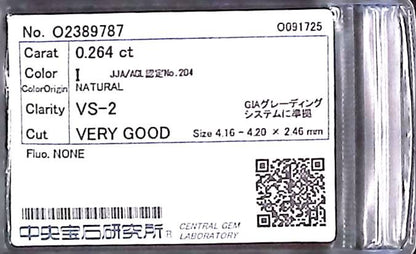 No. O2389787 O091725
Carat 0.264 ct
Color I JJA/AGL認定No.204
ColorOrigin NATURAL
Clarity VS-2 GIAグレーディング
システムに準拠
Cut VERY GOOD Size 4.16 - 4.20 × 2.46 mm
Fluo. NONE
中央宝石研究所 CENTRAL GEM
LABORATORY